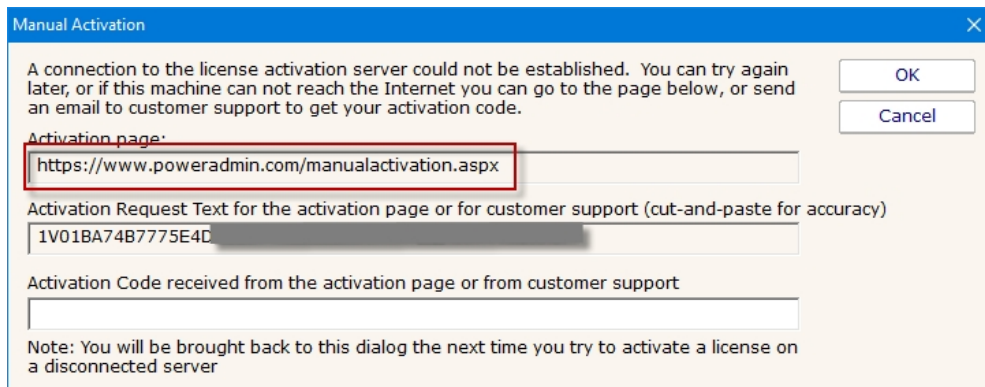 Manual Activation
A connection to the license activation server could not be established. You can try again
later, or if this machine can not reach the Internet you can go to the page below, or send
an email to customer support to get your activation code.
OK
Cancel
Activation page:
https://www.poweradmin.com/manualactivation.aspx
Activation Request Text for the activation page or for customer support (cut-and-paste for accuracy)
1V01BA74B7775E4D
Activation Code received from the activation page or from customer support
Note: You will be brought back to this dialog the next time you try to activate a license on
a disconnected server